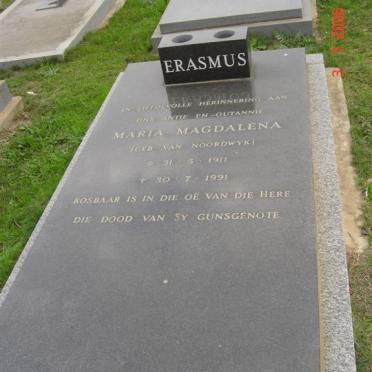 ERASMUS
IN LIEFDEVOLLE HERINNERING AAN
ONS ANTIE EN OUTANNIE
MARIA MAGDALENA
(GEB VAN NOORDWYK)
31 · 5 · 1911
30 · 7 · 1991
KOSBAAR IS IN DIE OË VAN DIE HERE
DIE DOOD VAN SY GUNSGENOTE